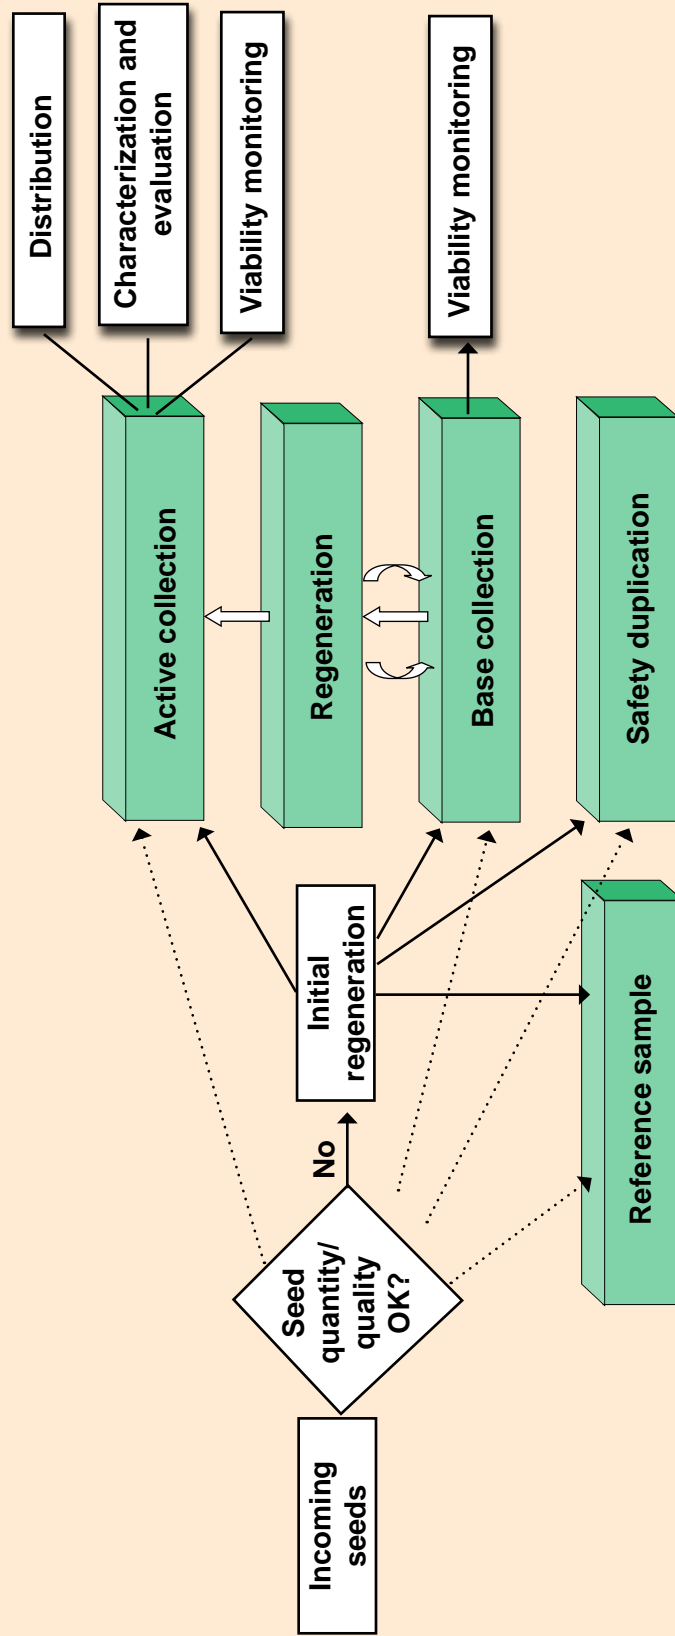 Incoming
seeds
Seed
quantity/
quality
OK?
No
Initial
regeneration
Reference sample
Active collection
Regeneration
Base collection
Safety duplication
Distribution
Characterization and
evaluation
Viability monitoring
Viability monitoring